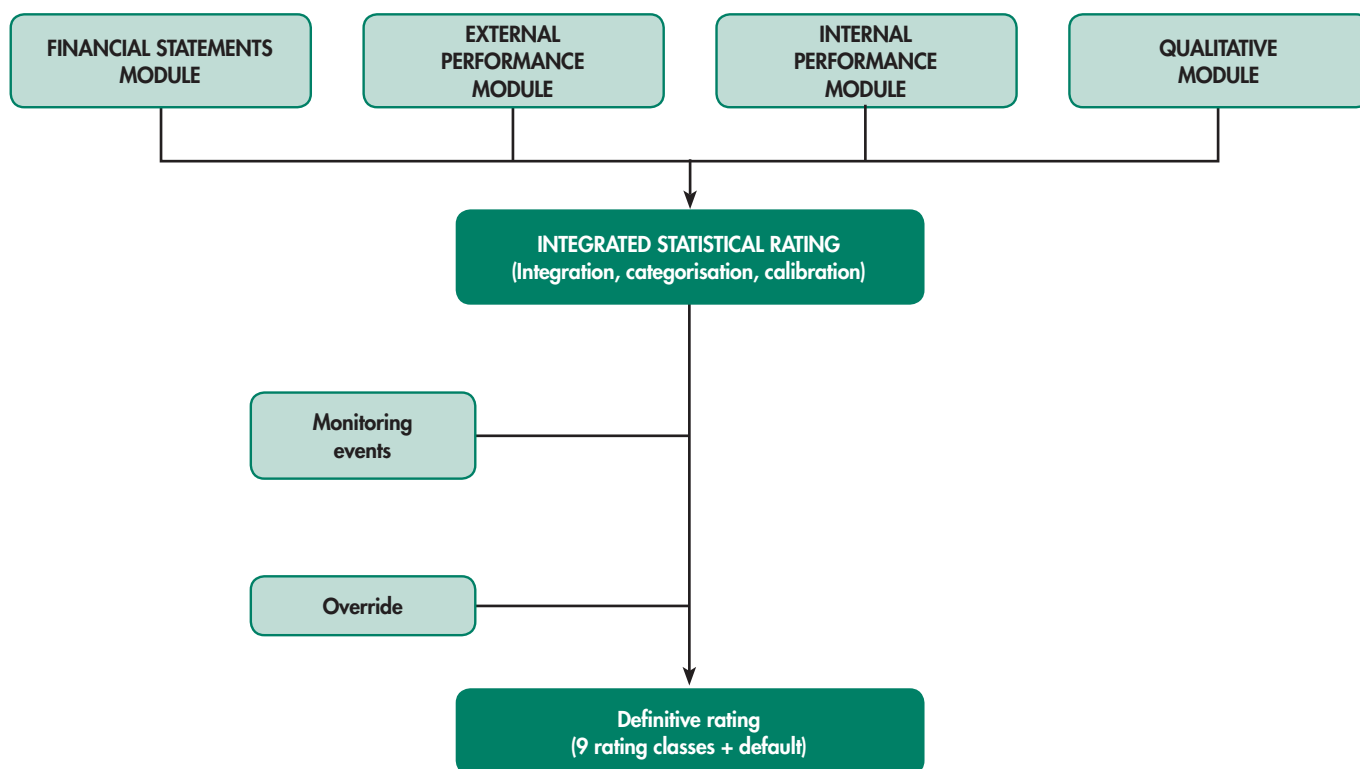 FINANCIAL STATEMENTS
MODULE
EXTERNAL
PERFORMANCE
MODULE
INTERNAL
PERFORMANCE
MODULE
QUALITATIVE
MODULE
INTEGRATED STATISTICAL RATING
(Integration, categorisation, calibration)
Monitoring
events
Override
Definitive rating
(9 rating classes + default)